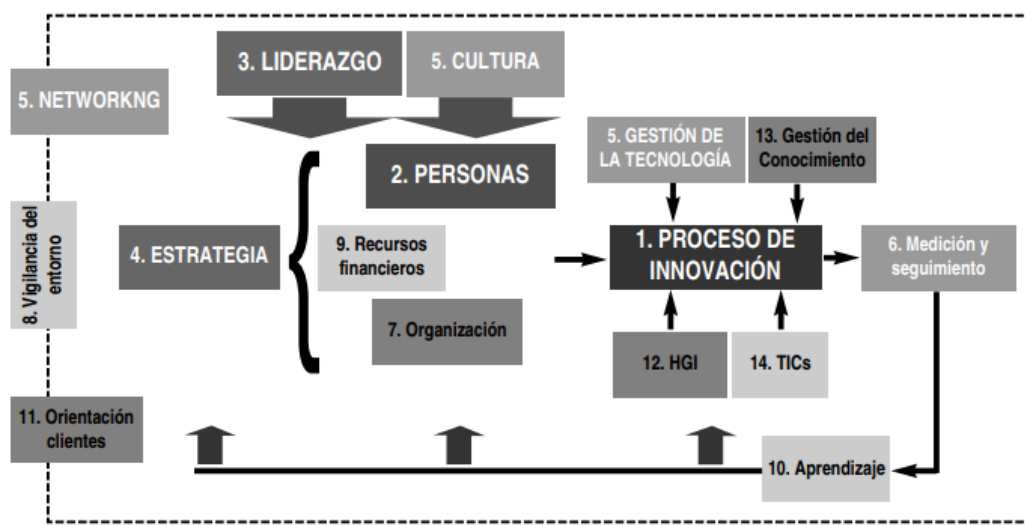 3. LIDERAZGO
5. CULTURA
5. NETWORKNG
5. GESTIÓN DE
LA TECNOLOGÍA
13. Gestión del
Conocimiento
2. PERSONAS
8. Vigilancia del
entorno
4. ESTRATEGIA
9. Recursos
financieros
1. PROCESO DE
INNOVACIÓN
6. Medición y
seguimiento
7. Organización
12. HGI
14. TICs
11. Orientación
clientes
10. Aprendizaje